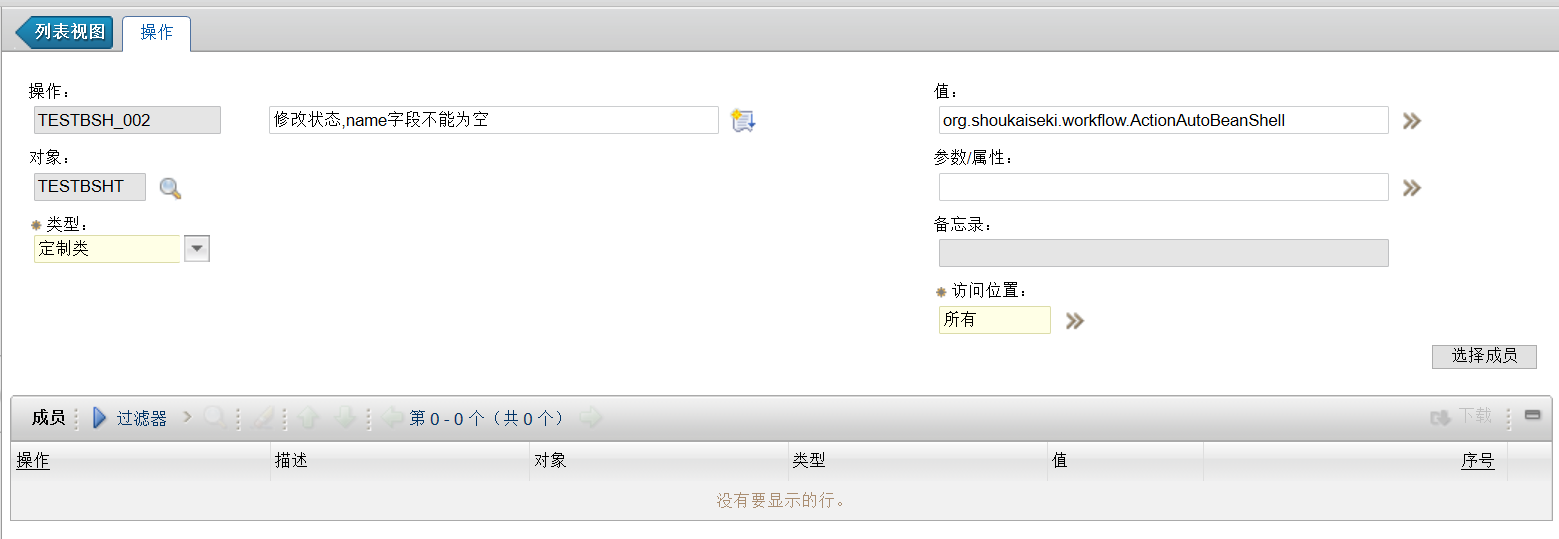 列表视图 操作
操作： 值：
TESTBSH_002 修改状态,name字段不能为空 org.shoukaiseki.workflow.ActionAutoBeanShell
对象： 参数/属性：
TESTBSHT
类型： 备忘录：
定制类
访问位置：
所有
选择成员
成员 过滤器 第 0 - 0 个（共 0 个） 下载
操作 描述 对象 类型 值 序号
没有要显示的行。